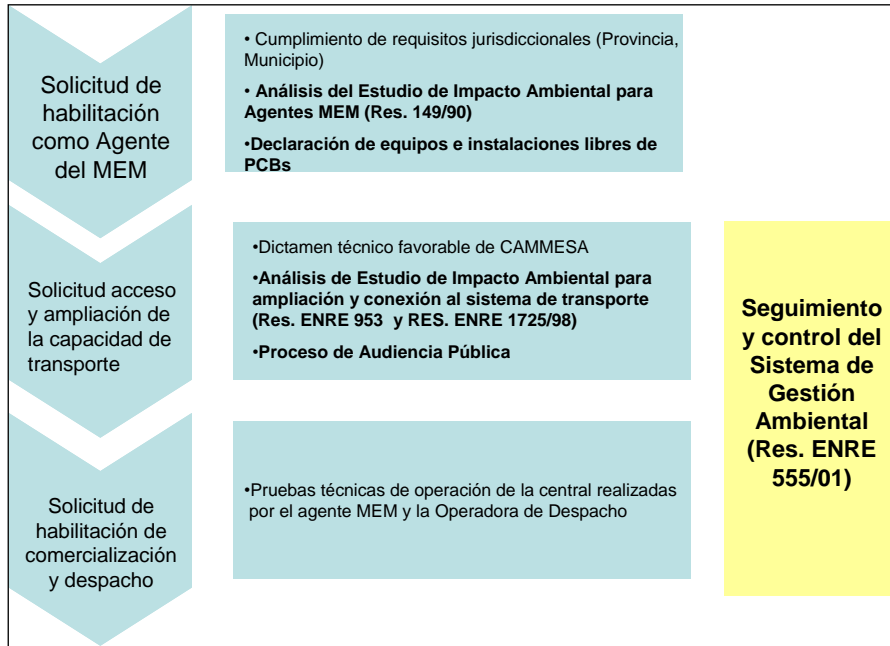 Solicitud de
habilitación
como Agente
del MEM
• Cumplimiento de requisitos jurisdiccionales (Provincia,
Municipio)
• Análisis del Estudio de Impacto Ambiental para
Agentes MEM (Res. 149/90)
•Declaración de equipos e instalaciones libres de
PCBs
Solicitud acceso
y ampliación de
la capacidad de
transporte
•Dictamen técnico favorable de CAMMESA
•Análisis de Estudio de Impacto Ambiental para
ampliación y conexión al sistema de transporte
(Res. ENRE 953 y RES. ENRE 1725/98)
•Proceso de Audiencia Pública
Solicitud de
habilitación de
comercialización
y despacho
•Pruebas técnicas de operación de la central realizadas
por el agente MEM y la Operadora de Despacho
Seguimiento
y control del
Sistema de
Gestión
Ambiental
(Res. ENRE
555/01)